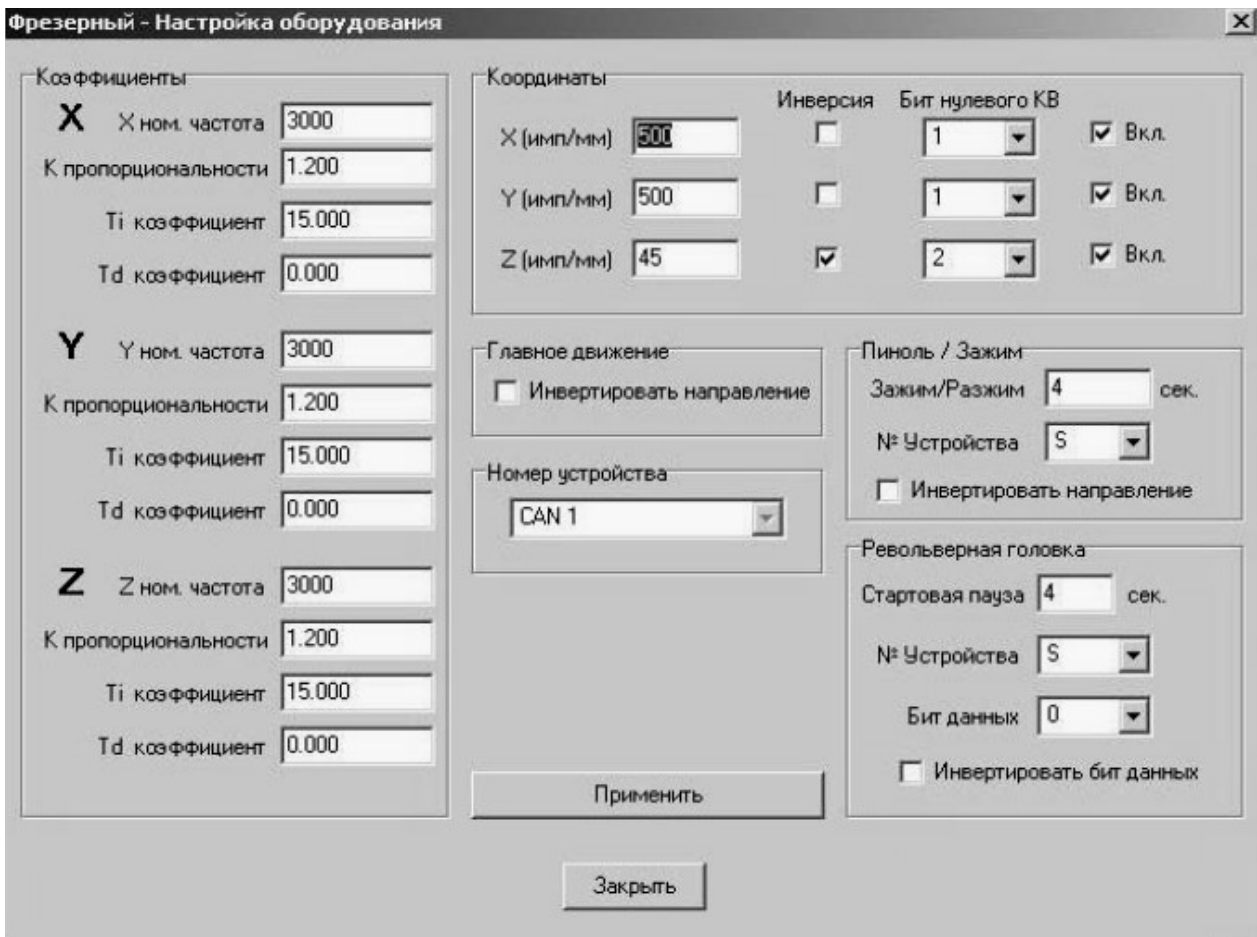 Фрезерный - Настройка оборудования
Коэффициенты
X X ном. частота 3000
К пропорциональности 1.200
Ti коэффициент 15.000
Td коэффициент 0.000
Y Y ном. частота 3000
К пропорциональности 1.200
Ti коэффициент 15.000
Td коэффициент 0.000
Z Z ном. частота 3000
К пропорциональности 1.200
Ti коэффициент 15.000
Td коэффициент 0.000
Координаты
Инверсия Бит нулевого КВ
X (имп/мм) 500 1 Вкл.
Y (имп/мм) 500 1 Вкл.
Z (имп/мм) 45 2 Вкл.
Главное движение
Инвертировать направление
Номер устройства
CAN 1
Пиноль / Зажим
Зажим/Разжим 4 сек.
№ Устройства S
Инвертировать направление
Револьверная головка
Стартовая пауза 4 сек.
№ Устройства S
Бит данных 0
Инвертировать бит данных
Применить
Закрыть